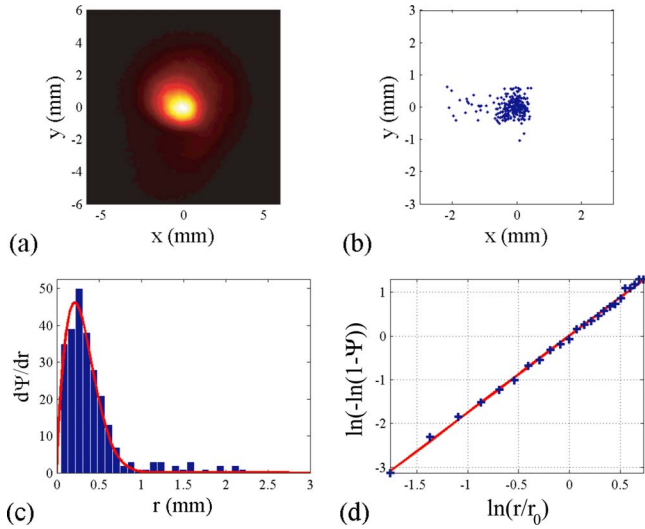 6
4
2
0
-2
-4
-6
y (mm)
-5 0 5
x (mm)
(a)
3
2
1
0
-1
-2
-3
y (mm)
-2 0 2
x (mm)
(b)
50
40
30
20
10
0
dΨ/dr
0 0.5 1 1.5 2 2.5 3
r (mm)
(c)
1
0
-1
-2
-3
ln(-ln(1-Ψ))
-1.5 -1 -0.5 0 0.5
ln(r/r₀)
(d)